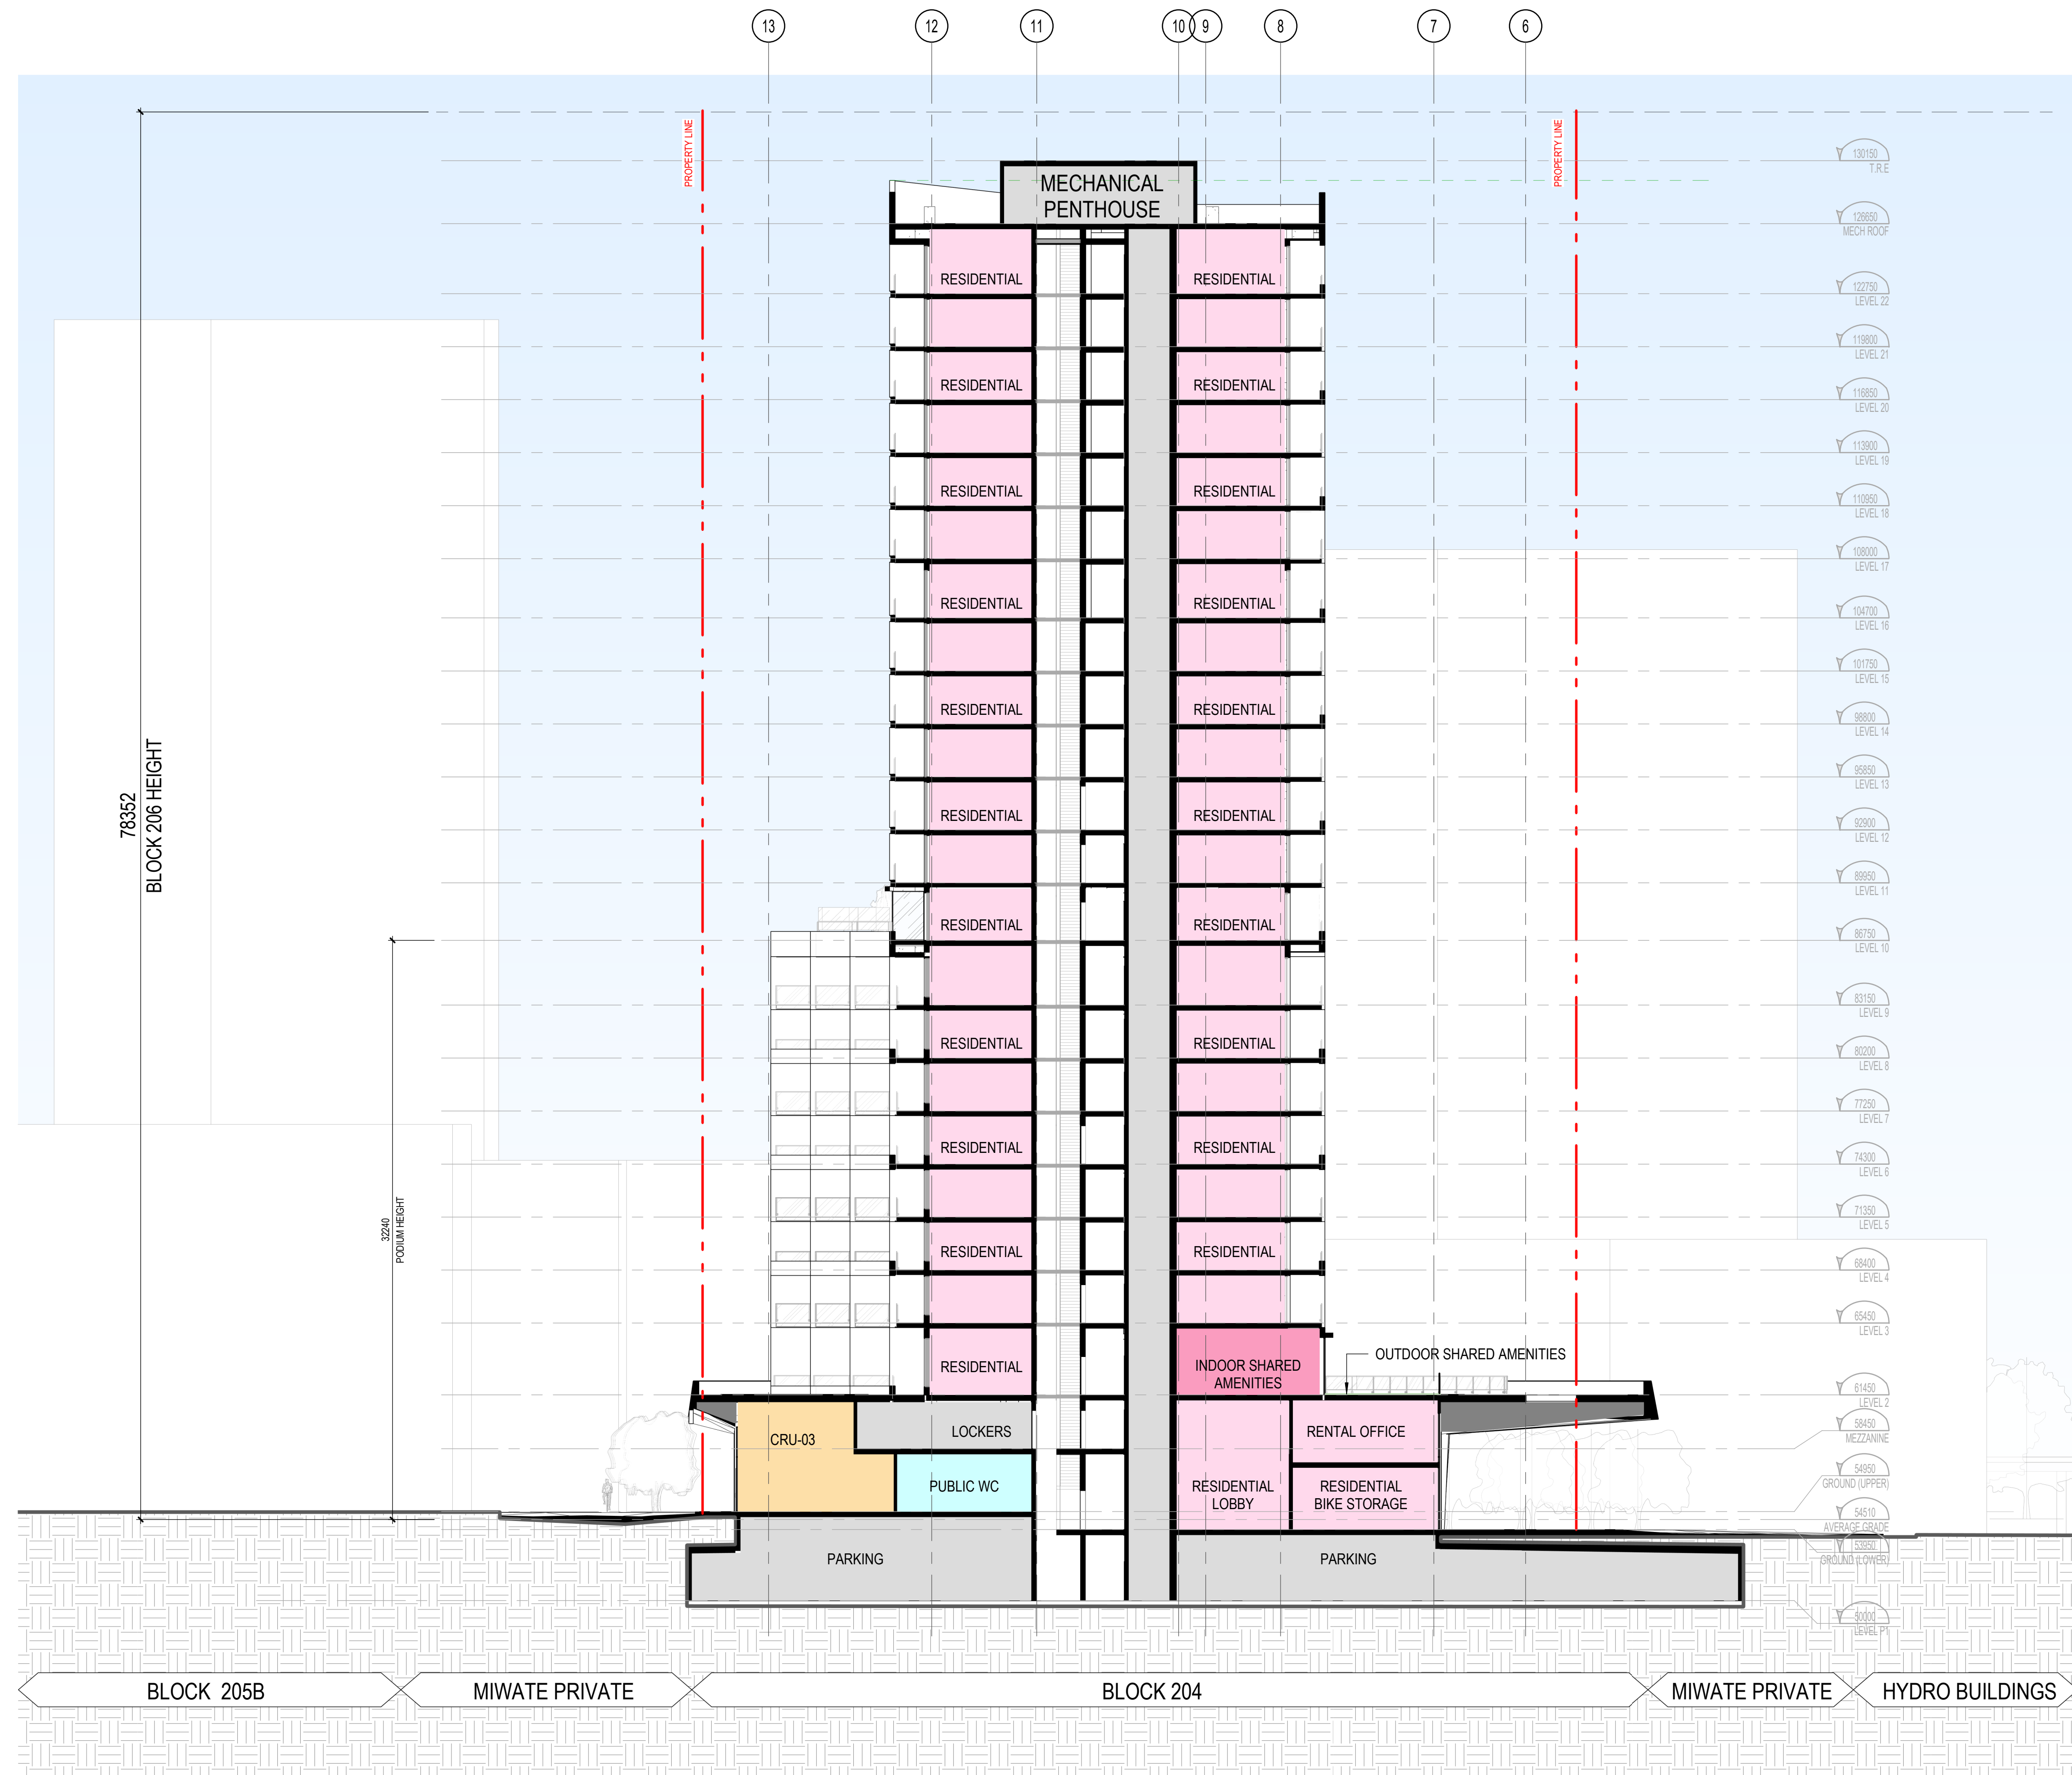 13
12
11
10
9
8
7
6
PROPERTY LINE
PROPERTY LINE
130150
T.R.E
MECHANICAL
PENTHOUSE
126650
MECH ROOF
RESIDENTIAL
RESIDENTIAL
122750
LEVEL 22
119800
LEVEL 21
RESIDENTIAL
RESIDENTIAL
116850
LEVEL 20
113900
LEVEL 19
RESIDENTIAL
RESIDENTIAL
110950
LEVEL 18
108000
LEVEL 17
RESIDENTIAL
RESIDENTIAL
104700
LEVEL 16
101750
LEVEL 15
RESIDENTIAL
RESIDENTIAL
98800
LEVEL 14
95850
LEVEL 13
78352
BLOCK 206 HEIGHT
RESIDENTIAL
RESIDENTIAL
92900
LEVEL 12
89950
LEVEL 11
RESIDENTIAL
RESIDENTIAL
86750
LEVEL 10
83150
LEVEL 9
RESIDENTIAL
RESIDENTIAL
80200
LEVEL 8
77250
LEVEL 7
RESIDENTIAL
RESIDENTIAL
74300
LEVEL 6
32240
PODIUM HEIGHT
71350
LEVEL 5
RESIDENTIAL
RESIDENTIAL
68400
LEVEL 4
65450
LEVEL 3
OUTDOOR SHARED AMENITIES
RESIDENTIAL
INDOOR SHARED
AMENITIES
61450
LEVEL 2
CRU-03
LOCKERS
RENTAL OFFICE
58450
MEZZANINE
PUBLIC WC
RESIDENTIAL
LOBBY
RESIDENTIAL
BIKE STORAGE
54950
GROUND (UPPER)
54510
AVERAGE GRADE
53950
GROUND (LOWER)
PARKING
PARKING
50000
LEVEL P1
BLOCK 205B
MIWATE PRIVATE
BLOCK 204
MIWATE PRIVATE
HYDRO BUILDINGS